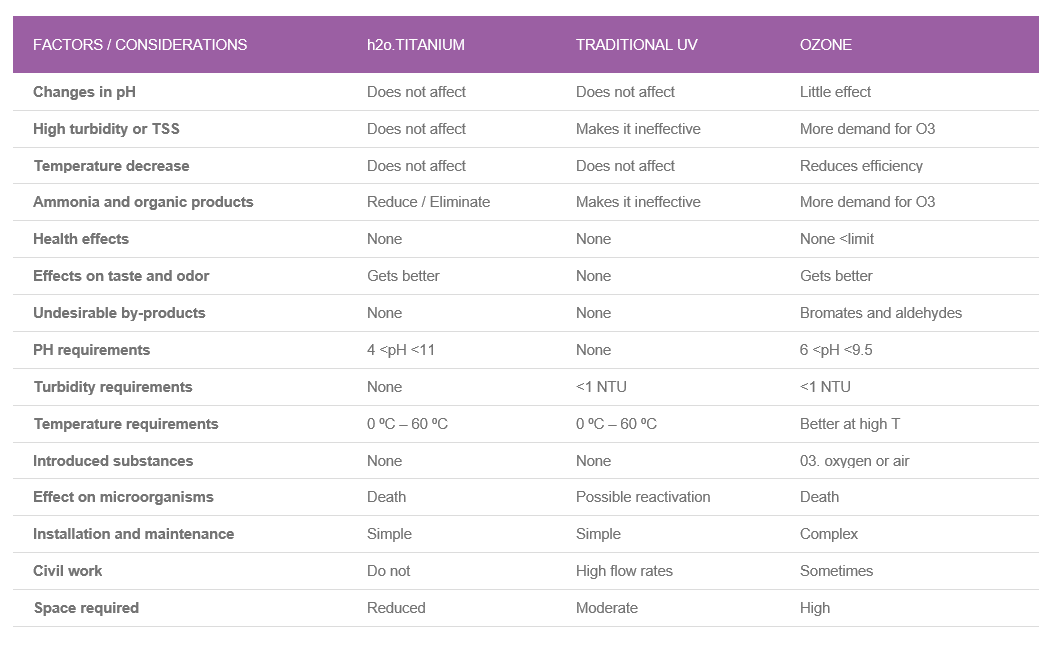 FACTORS / CONSIDERATIONS h2o.TITANIUM TRADITIONAL UV OZONE
Changes in pH Does not affect Does not affect Little effect
High turbidity or TSS Does not affect Makes it ineffective More demand for O3
Temperature decrease Does not affect Does not affect Reduces efficiency
Ammonia and organic products Reduce / Eliminate Makes it ineffective More demand for O3
Health effects None None None <limit
Effects on taste and odor Gets better None Gets better
Undesirable by-products None None Bromates and aldehydes
PH requirements 4 <pH <11 None 6 <pH <9.5
Turbidity requirements None <1 NTU <1 NTU
Temperature requirements 0 ºC – 60 ºC 0 ºC – 60 ºC Better at high T
Introduced substances None None 03. oxygen or air
Effect on microorganisms Death Possible reactivation Death
Installation and maintenance Simple Simple Complex
Civil work Do not High flow rates Sometimes
Space required Reduced Moderate High